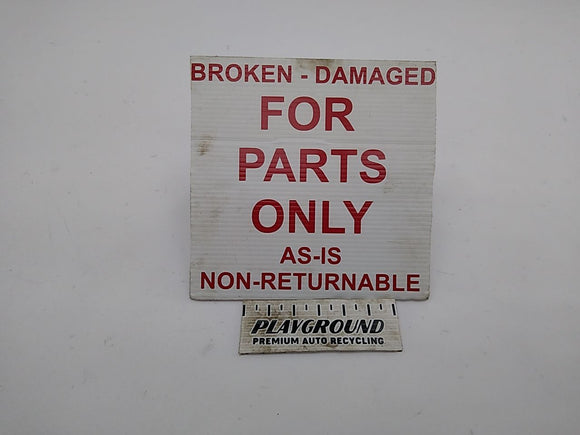 BROKEN - DAMAGED
FOR
PARTS
ONLY
AS-IS
NON-RETURNABLE
PLAYGROUND
PREMIUM AUTO RECYCLING